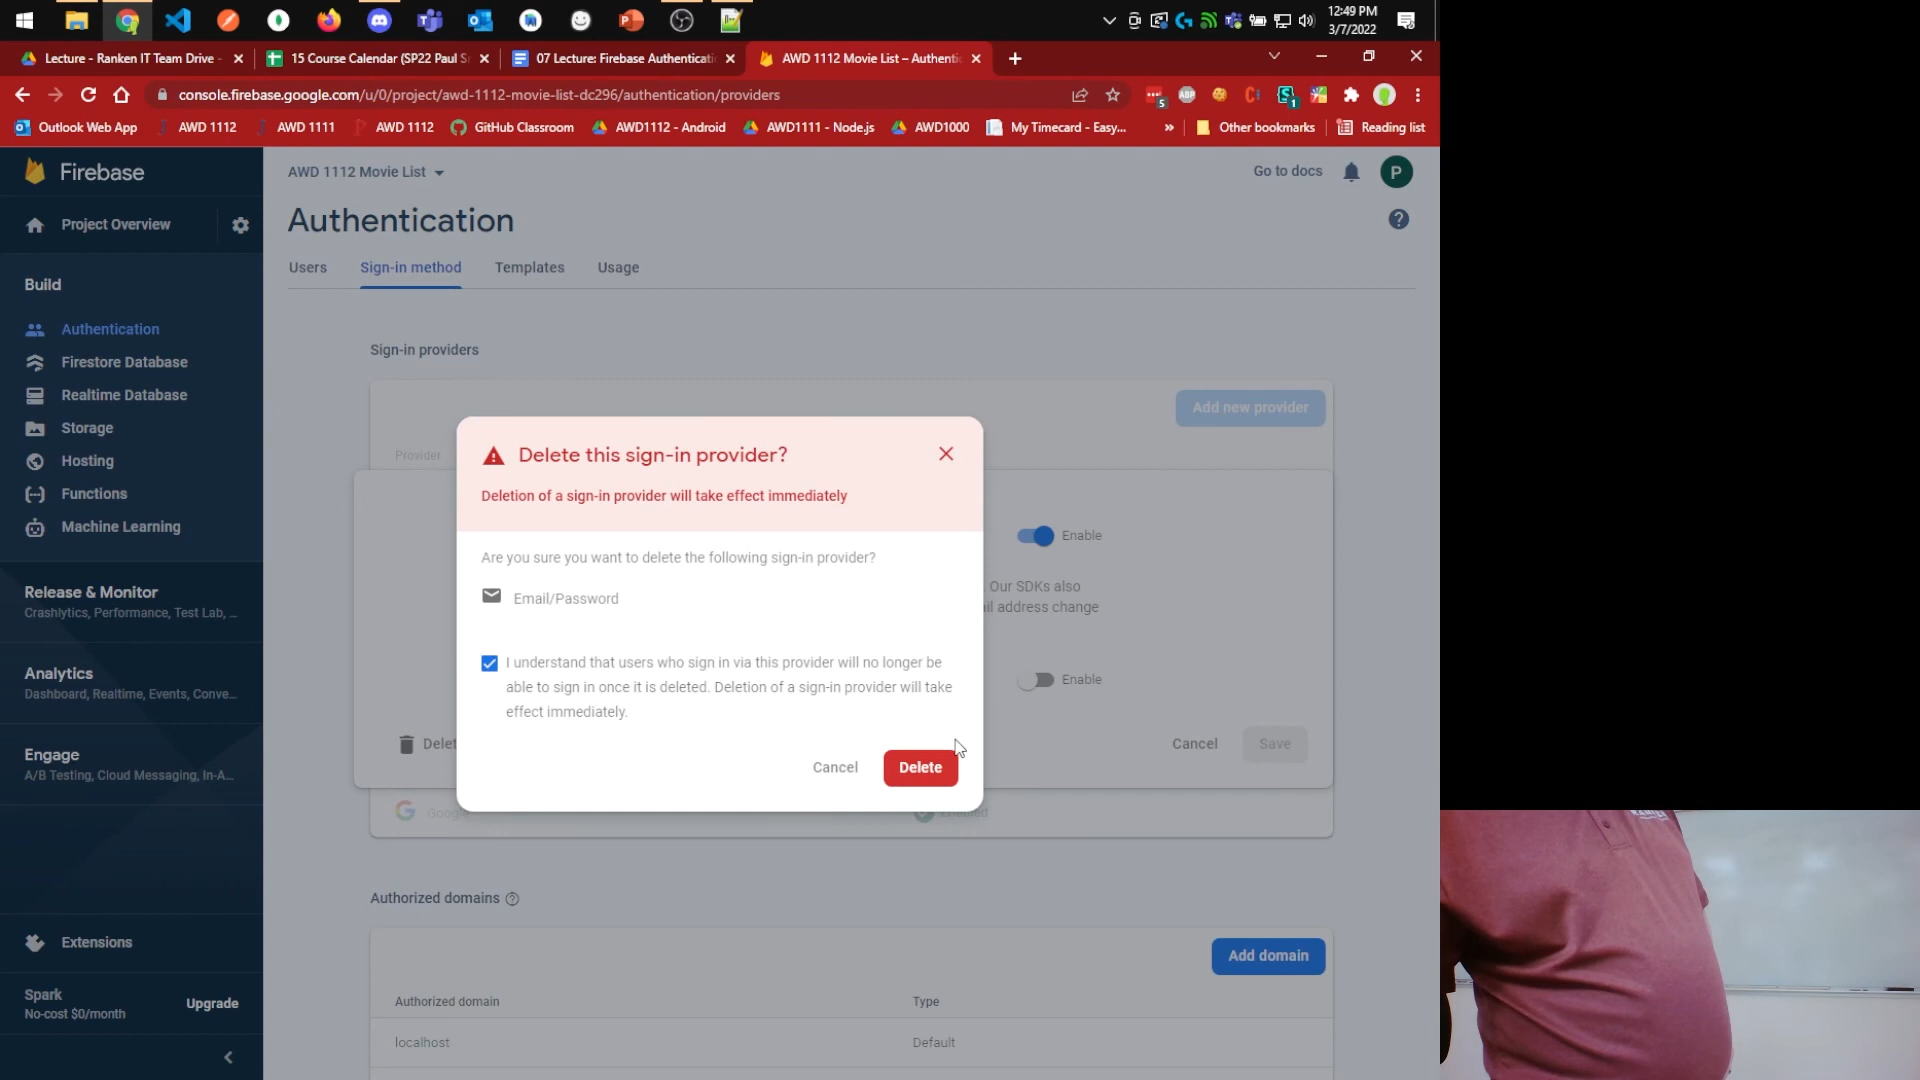 12:49 PM
3/7/2022
Lecture - Ranken IT Team Drive -
15 Course Calendar (SP22 Paul S
07 Lecture: Firebase Authenticati
AWD 1112 Movie List – Authenti
console.firebase.google.com/u/0/project/awd-1112-movie-list-dc296/authentication/providers
5
ABP
1
Outlook Web App
AWD 1112
AWD 1111
AWD 1112
GitHub Classroom
AWD1112 - Android
AWD1111 - Node.js
AWD1000
My Timecard - Easy...
»
Other bookmarks
Reading list
Firebase
AWD 1112 Movie List
Go to docs
P
Project Overview
Authentication
Users
Sign-in method
Templates
Usage
Build
Authentication
Firestore Database
Realtime Database
Storage
Hosting
Functions
Machine Learning
Release & Monitor
Crashlytics, Performance, Test Lab, ...
Analytics
Dashboard, Realtime, Events, Conve...
Engage
A/B Testing, Cloud Messaging, In-A...
Extensions
Spark
No-cost $0/month
Upgrade
Sign-in providers
Add new provider
Provider
Delete this sign-in provider?
Deletion of a sign-in provider will take effect immediately
Are you sure you want to delete the following sign-in provider?
Email/Password
I understand that users who sign in via this provider will no longer be
able to sign in once it is deleted. Deletion of a sign-in provider will take
effect immediately.
Cancel
Delete
Enable
. Our SDKs also
il address change
Enable
Delet
Cancel
Save
Google
Enabled
Authorized domains
Add domain
Authorized domain
Type
localhost
Default